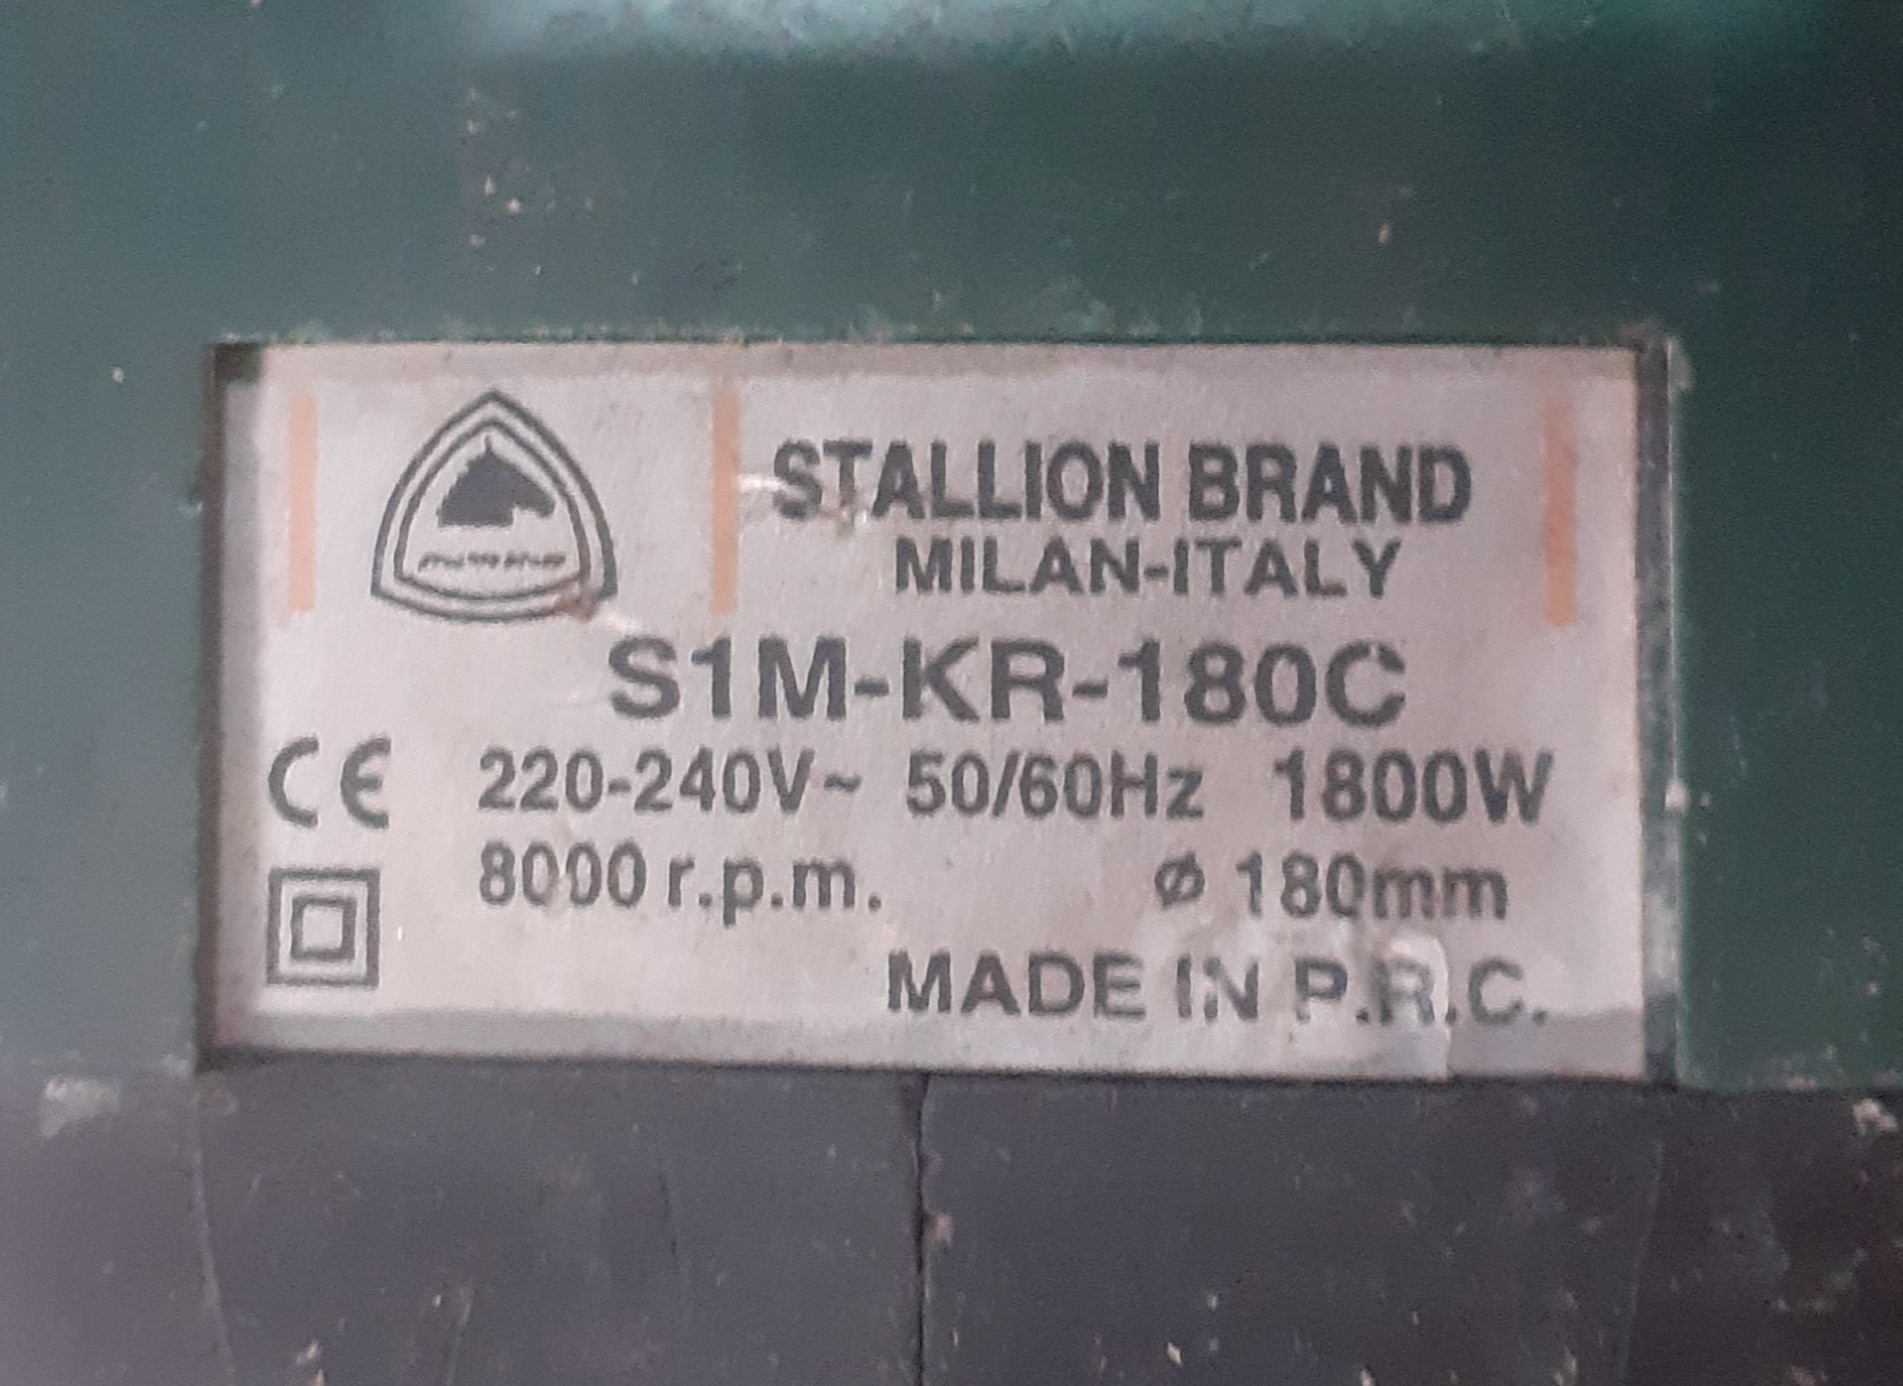 STALLION BRAND
MILAN-ITALY
S1M-KR-180C
CE 220-240V~ 50/60Hz 1800W
8000 r.p.m. ø 180mm
MADE IN P.R.C.